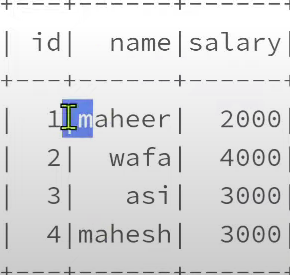 +---+------+------+
| id|  name|salary|
+---+------+------+
|  1|maheer|  2000|
|  2|  wafa|  4000|
|  3|   asi|  3000|
|  4|mahesh|  3000|
+---+------+------+